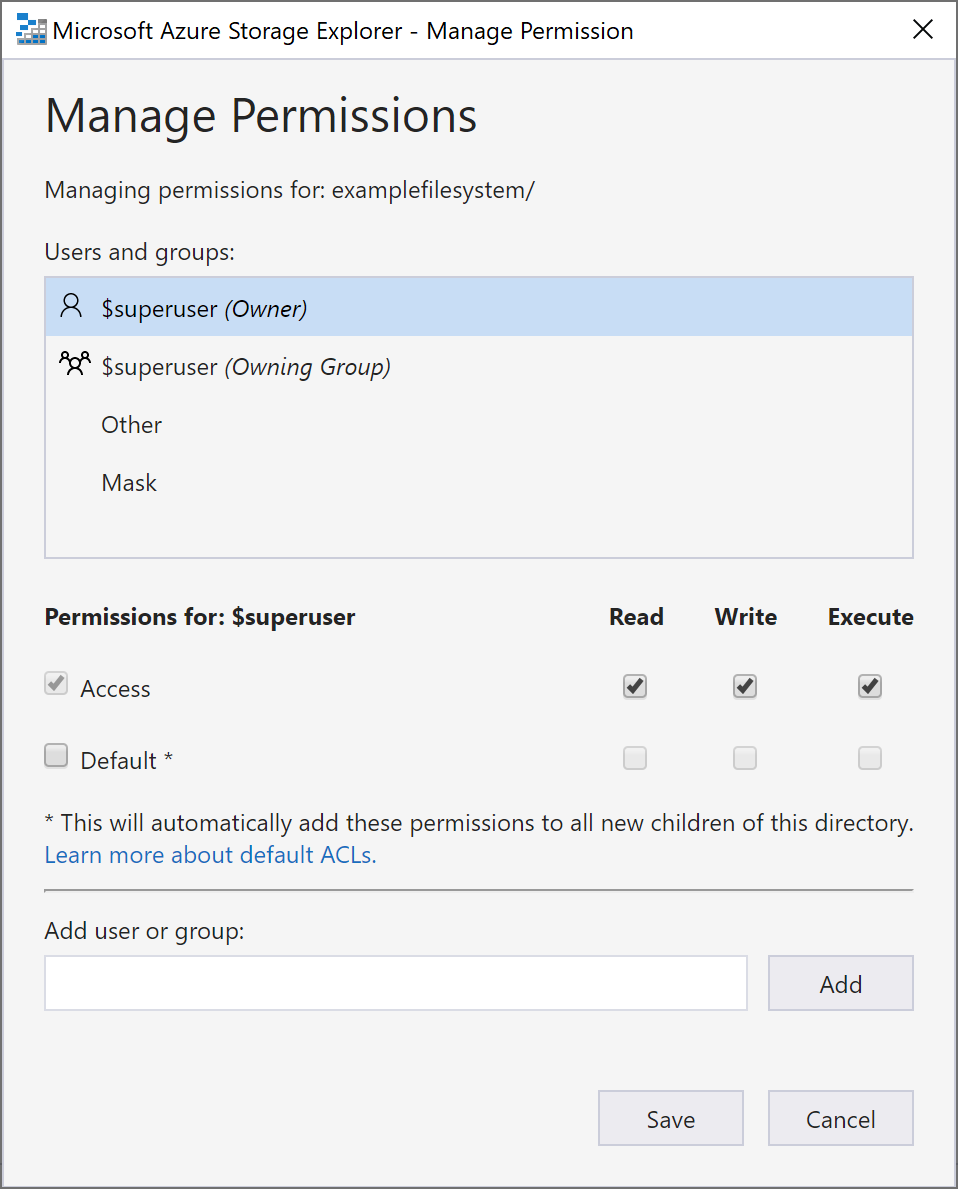 Microsoft Azure Storage Explorer - Manage Permission
Manage Permissions
Managing permissions for: examplefilesystem/
Users and groups:
$superuser (Owner)
$superuser (Owning Group)
Other
Mask
Permissions for: $superuser Read Write Execute
Access
Default *
* This will automatically add these permissions to all new children of this directory.
Learn more about default ACLs.
Add user or group:
Add
Save Cancel